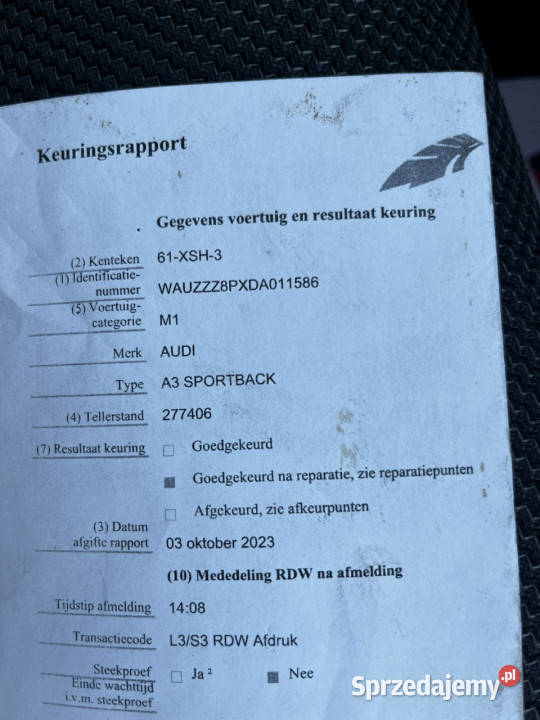 Keuringsrapport
Gegevens voertuig en resultaat keuring
(2) Kenteken 61-XSH-3
(1) Identificatie-
nummer WAUZZZ8PXDA011586
(5) Voertuig-
categorie M1
Merk AUDI
Type A3 SPORTBACK
(4) Tellerstand 277406
(7) Resultaat keuring Goedgekeurd
Goedgekeurd na reparatie, zie reparatiepunten
Afgekeurd, zie afkeurpunten
(3) Datum
afgifte rapport 03 oktober 2023
(10) Mededeling RDW na afmelding
Tijdstip afmelding 14:08
Transactiecode L3/S3 RDW Afdruk
Steekproef Ja ² Nee
Einde wachttijd
i.v.m. steekproef
Sprzedajemy.pl